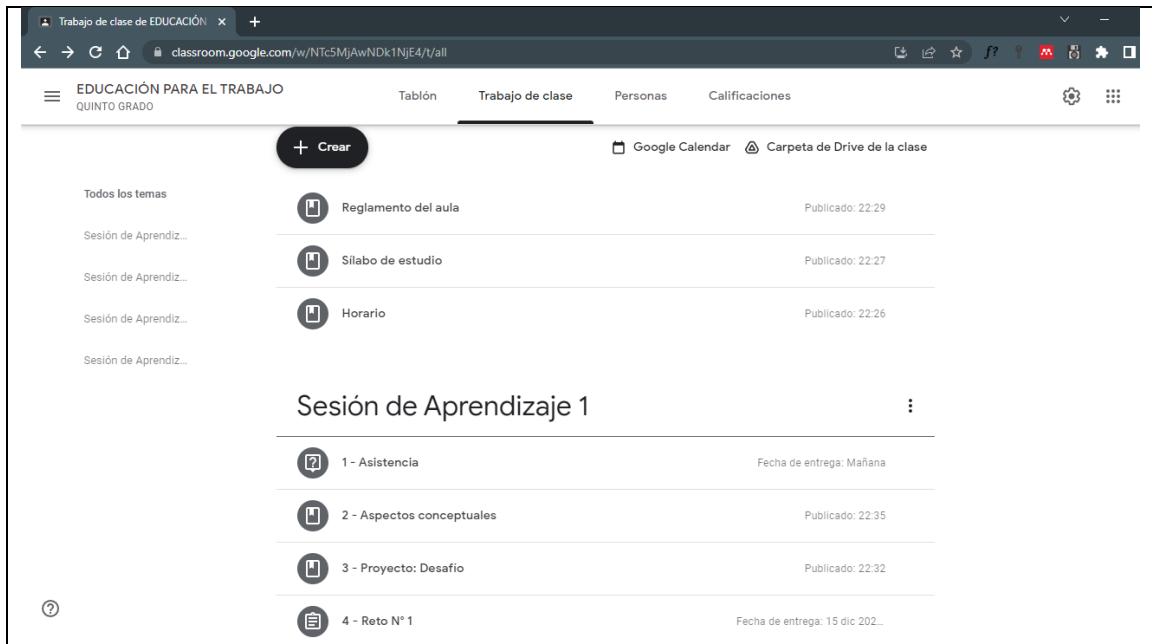 Trabajo de clase de EDUCACIÓN
classroom.google.com/w/NTc5MjAwNDk1NjE4/t/all
EDUCACIÓN PARA EL TRABAJO
QUINTO GRADO
Tablón Trabajo de clase Personas Calificaciones
Crear
Google Calendar Carpeta de Drive de la clase
Todos los temas
Sesión de Aprendiz...
Sesión de Aprendiz...
Sesión de Aprendiz...
Sesión de Aprendiz...
Reglamento del aula Publicado: 22:29
Sílabo de estudio Publicado: 22:27
Horario Publicado: 22:26
Sesión de Aprendizaje 1
1 - Asistencia Fecha de entrega: Mañana
2 - Aspectos conceptuales Publicado: 22:35
3 - Proyecto: Desafío Publicado: 22:32
4 - Reto N° 1 Fecha de entrega: 15 dic 202...